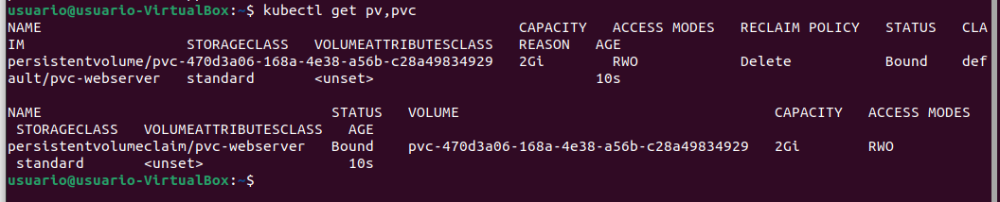 usuario@usuario-VirtualBox:~$ kubectl get pv,pvc
NAME                                                        CAPACITY   ACCESS MODES   RECLAIM POLICY   STATUS   CLA
IM                 STORAGECLASS   VOLUMEATTRIBUTESCLASS   REASON   AGE
persistentvolume/pvc-470d3a06-168a-4e38-a56b-c28a49834929   2Gi        RWO            Delete           Bound    def
ault/pvc-webserver   standard       <unset>                          10s
NAME                                  STATUS   VOLUME                                     CAPACITY   ACCESS MODES
STORAGECLASS   VOLUMEATTRIBUTESCLASS   AGE
persistentvolumeclaim/pvc-webserver   Bound    pvc-470d3a06-168a-4e38-a56b-c28a49834929   2Gi        RWO
standard       <unset>                 10s
usuario@usuario-VirtualBox:~$